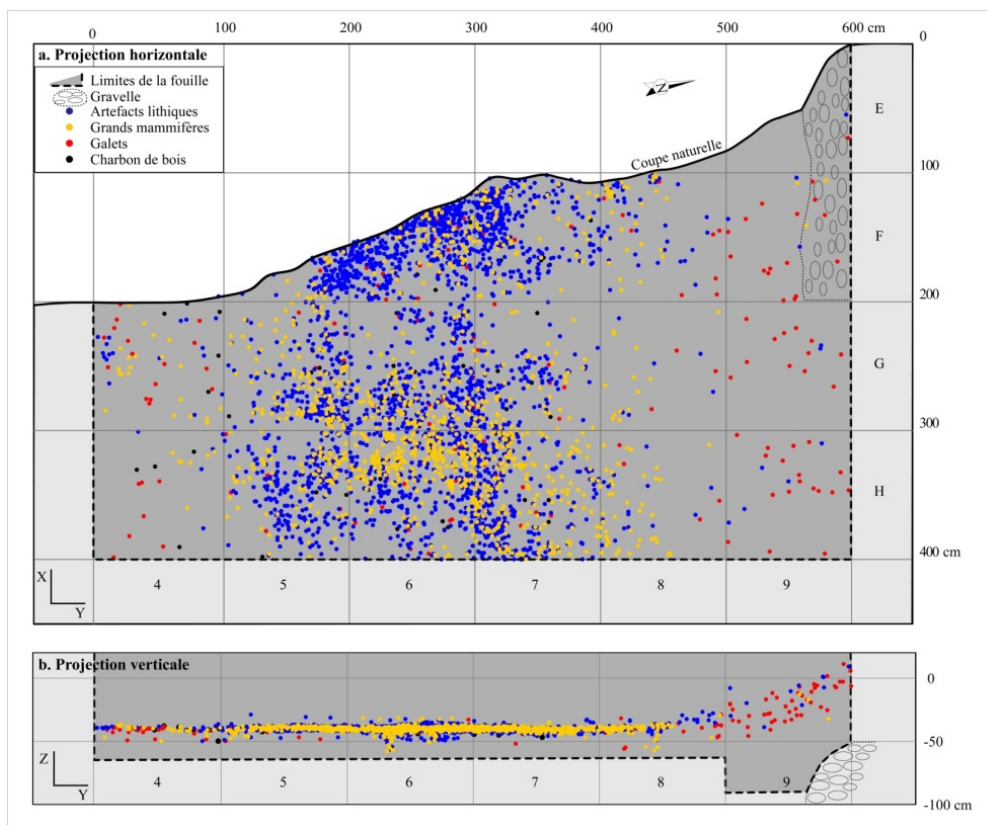 0 100 200 300 400 500 600 cm
0
a. Projection horizontale
Limites de la fouille
Gravelle
Artefacts lithiques
Grands mammifères
Galets
Charbon de bois
Z
Coupe naturelle
E
100
F
200
G
300
H
400 cm
X
Y
4 5 6 7 8 9
b. Projection verticale
0
-50
Z
Y
4 5 6 7 8 9
-100 cm